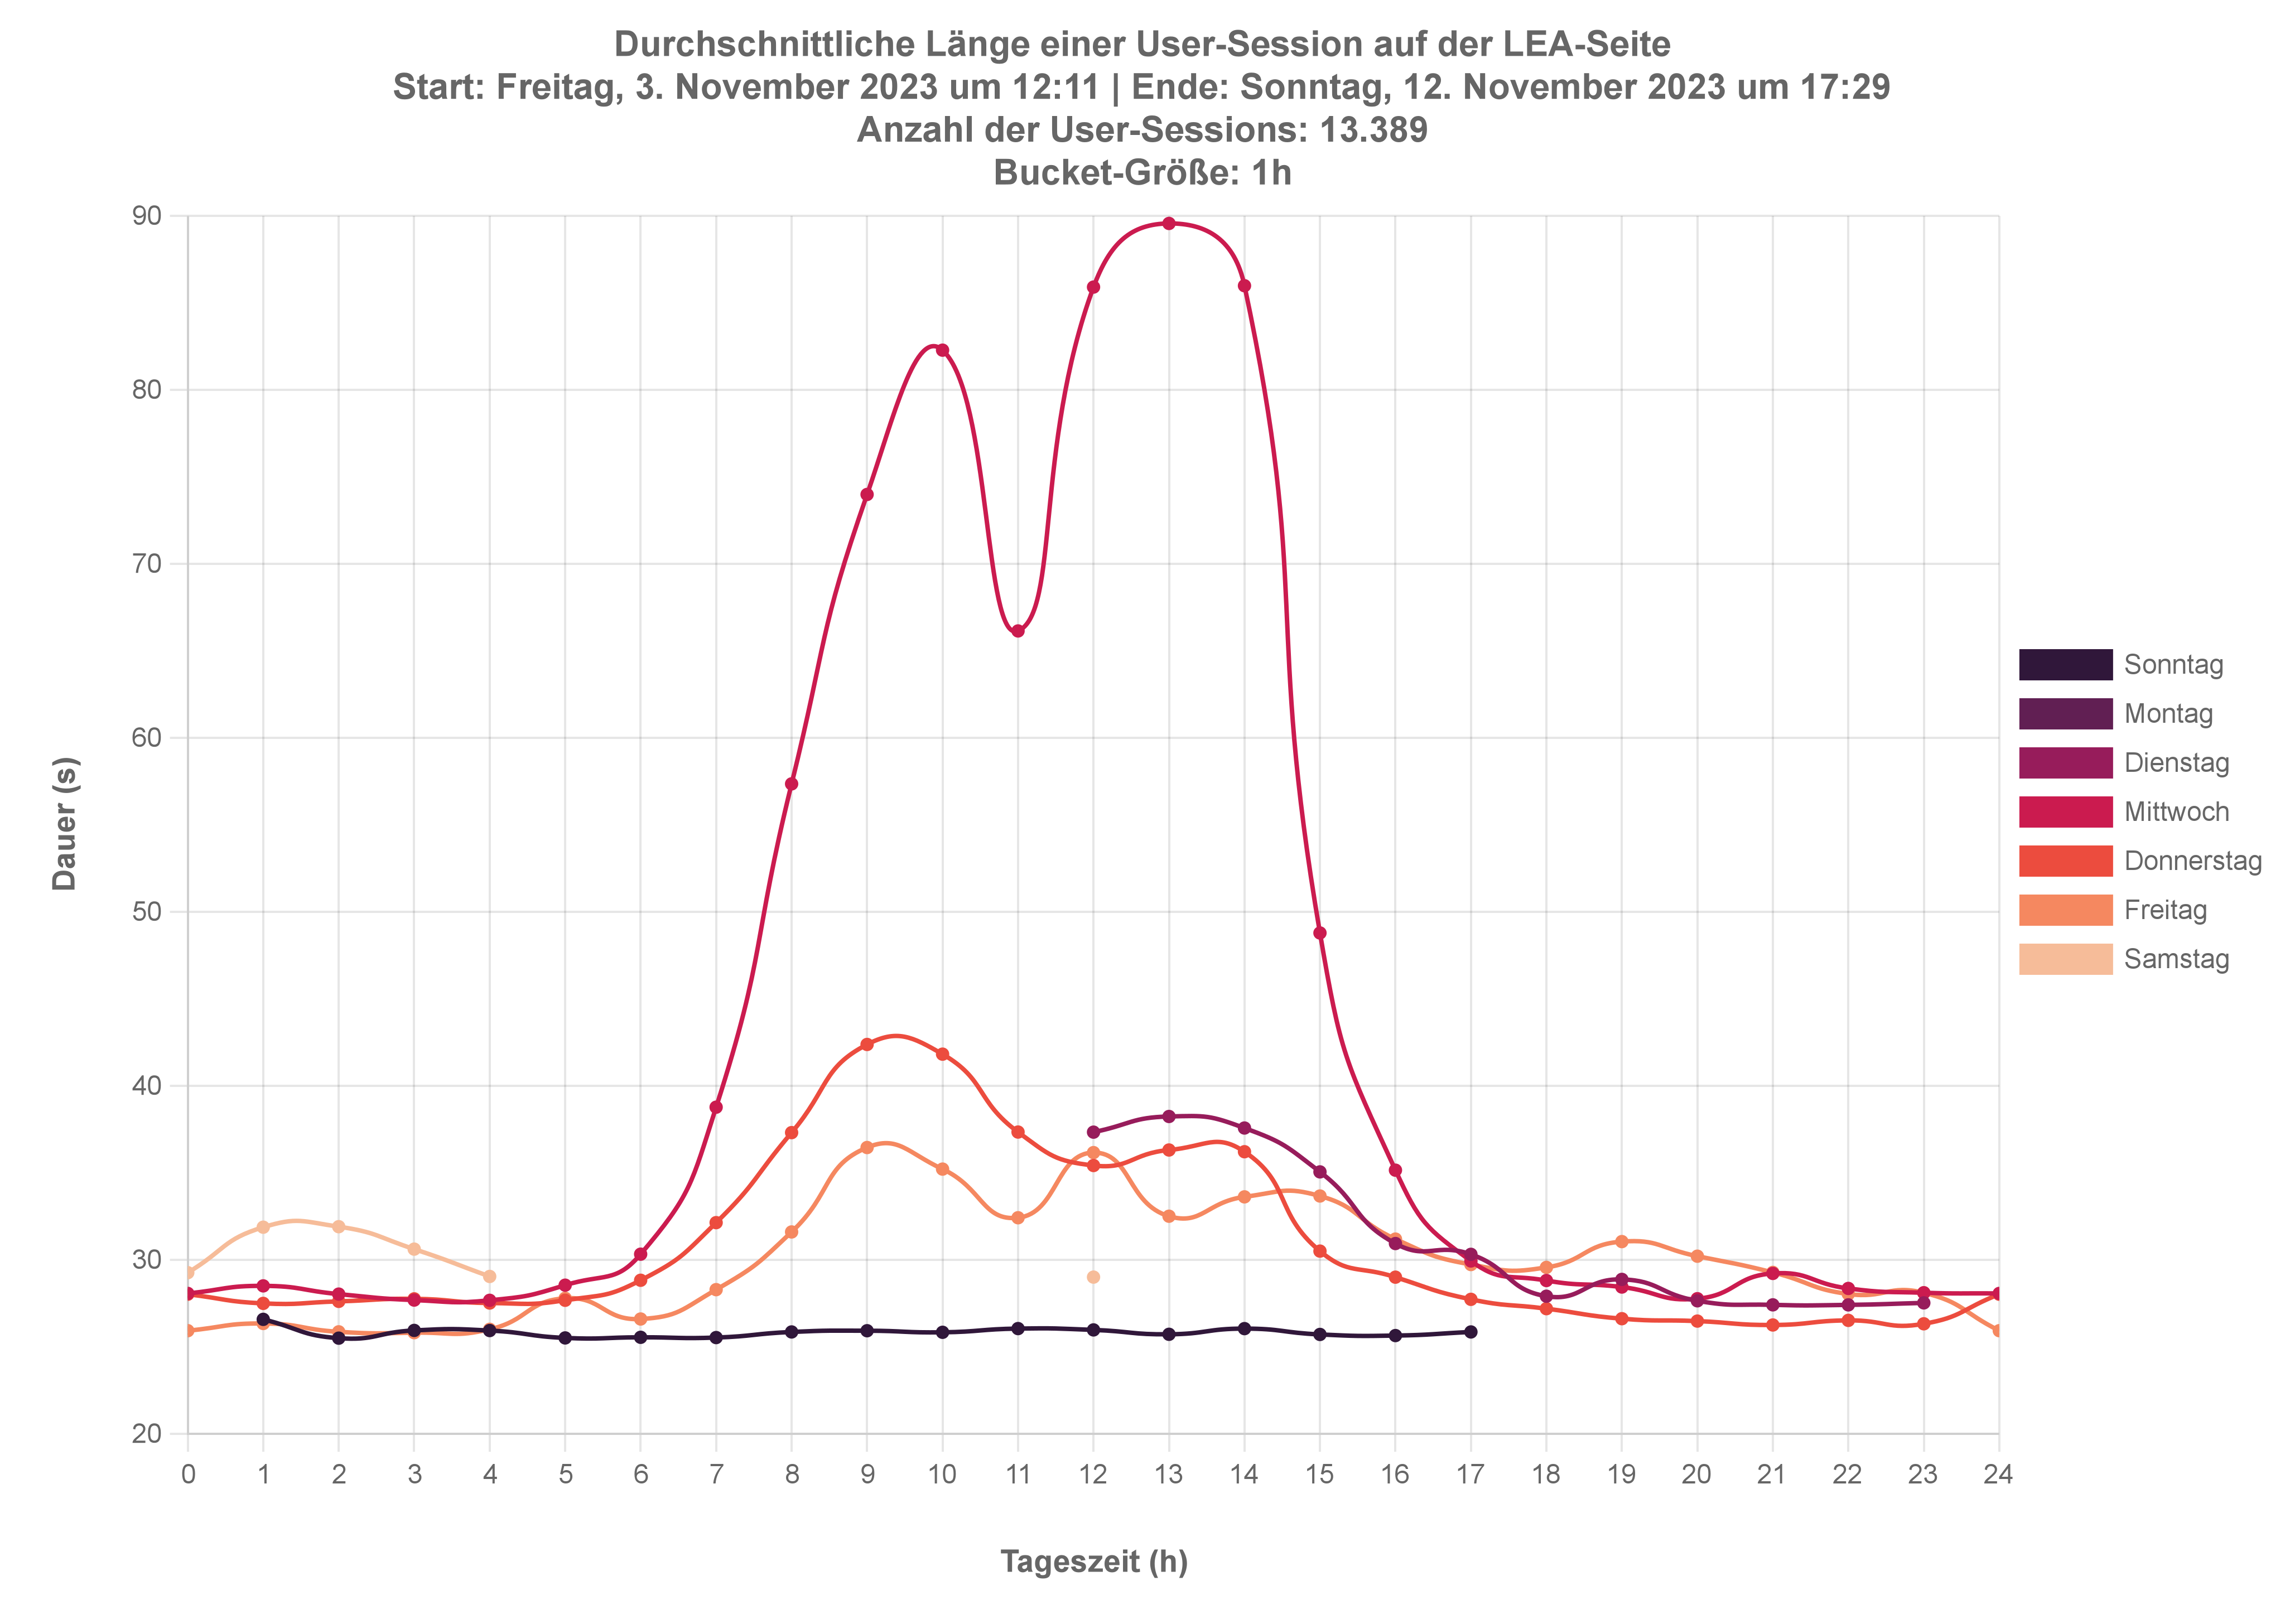 Durchschnittliche Länge einer User-Session auf der LEA-Seite
Start: Freitag, 3. November 2023 um 12:11 | Ende: Sonntag, 12. November 2023 um 17:29
Anzahl der User-Sessions: 13.389
Bucket-Größe: 1h
90
80
70
60
50
40
30
20
Dauer (s)
0 1 2 3 4 5 6 7 8 9 10 11 12 13 14 15 16 17 18 19 20 21 22 23 24
Tageszeit (h)
Sonntag
Montag
Dienstag
Mittwoch
Donnerstag
Freitag
Samstag